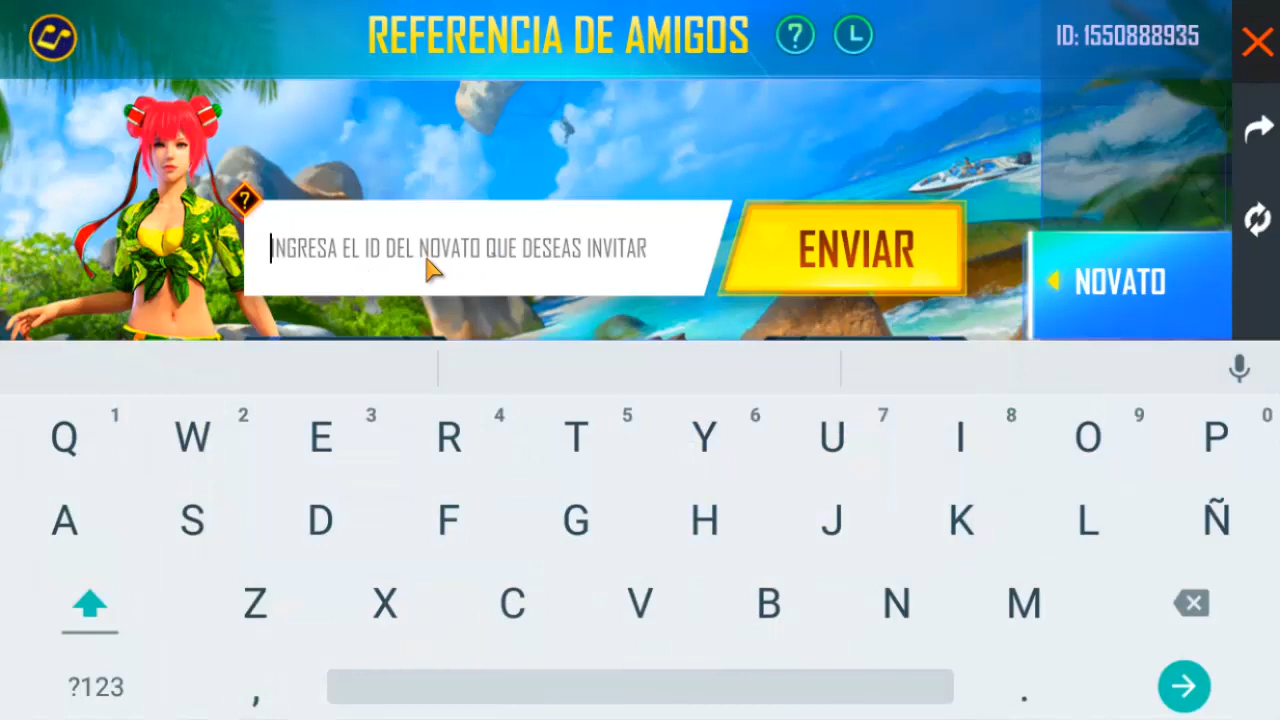 REFERENCIA DE AMIGOS ? ID: 1550888935
?
INGRESA EL ID DEL NOVATO QUE DESEAS INVITAR
ENVIAR
NOVATO
Q 1 W 2 E 3 R 4 T 5 Y 6 U 7 I 8 O 9 P 0
A S D F G H J K L Ñ
Z X C V B N M
?123 , .